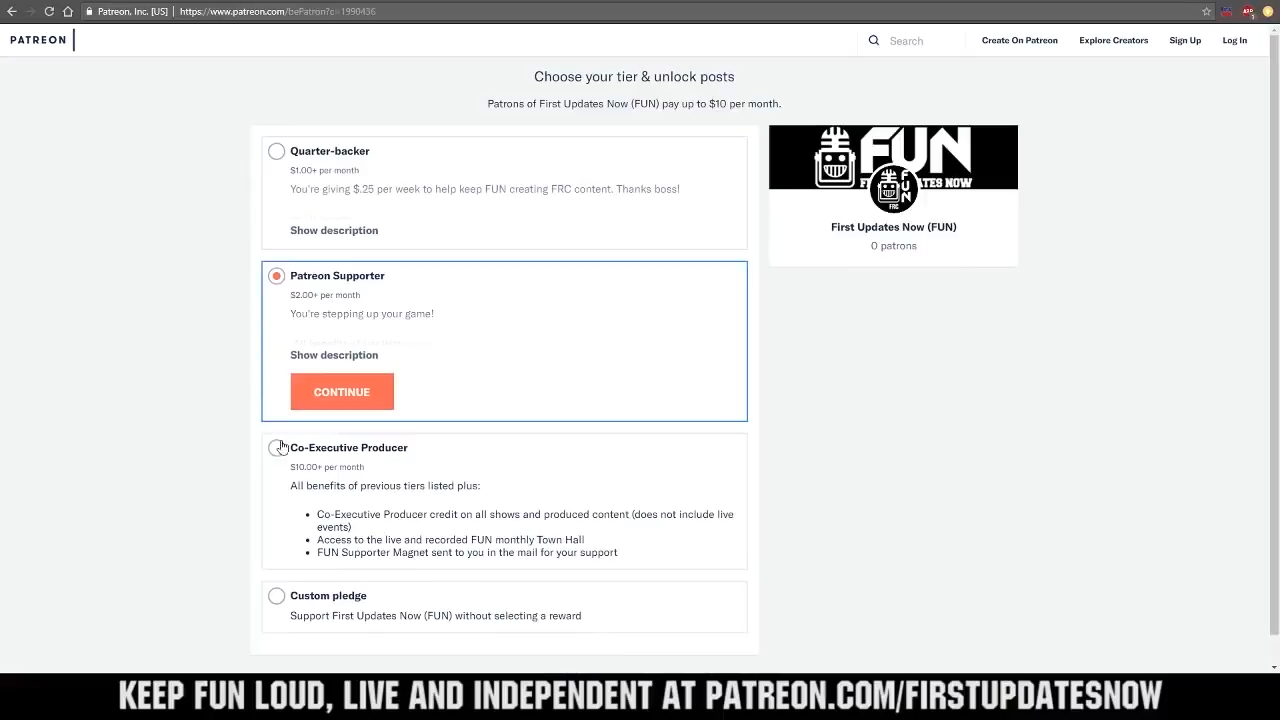 Patreon, Inc. [US] | https://www.patreon.com/bePatron?c=1990436
PATREON
Search
Create On Patreon
Explore Creators
Sign Up
Log In
Choose your tier & unlock posts
Patrons of First Updates Now (FUN) pay up to $10 per month.
Quarter-backer
$1.00+ per month
You're giving $.25 per week to help keep FUN creating FRC content. Thanks boss!
Show description
Patreon Supporter
$2.00+ per month
You're stepping up your game!
Show description
CONTINUE
Co-Executive Producer
$10.00+ per month
All benefits of previous tiers listed plus:
• Co-Executive Producer credit on all shows and produced content (does not include live
events)
• Access to the live and recorded FUN monthly Town Hall
• FUN Supporter Magnet sent to you in the mail for your support
Custom pledge
Support First Updates Now (FUN) without selecting a reward
FUN
ATES NOW
FUN
FRC
First Updates Now (FUN)
0 patrons
KEEP FUN LOUD, LIVE AND INDEPENDENT AT PATREON.COM/FIRSTUPDATESNOW